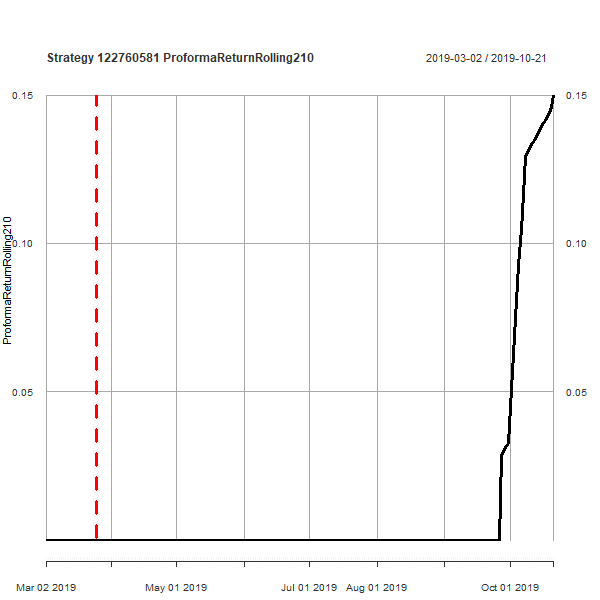 Strategy 122760581 ProformaReturnRolling210
2019-03-02 / 2019-10-21
ProformaReturnRolling210
0.15
0.15
0.10
0.10
0.05
0.05
Mar 02 2019
May 01 2019
Jul 01 2019
Aug 01 2019
Oct 01 2019